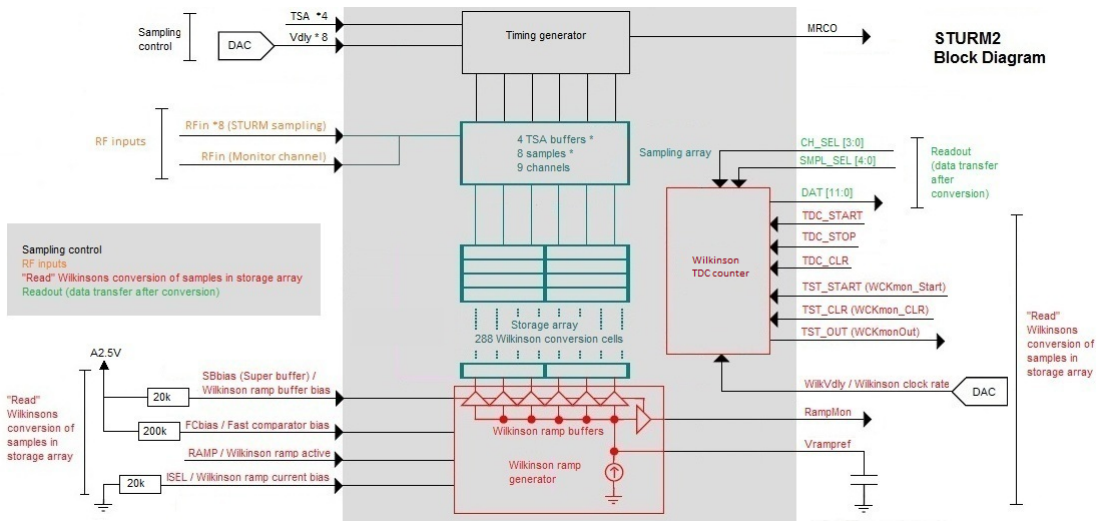 TSA *4
Sampling
control
DAC
Vdly * 8
Timing generator
MRCO
STURM2
Block Diagram
RF inputs
RFin *8 (STURM sampling)
RFin (Monitor channel)
4 TSA buffers *
8 samples *
9 channels
Sampling array
CH_SEL [3:0]
SMPL_SEL [4:0]
DAT [11:0]
Readout
(data transfer
after
conversion)
TDC_START
TDC_STOP
TDC_CLR
TST_START (WCKmon_Start)
TST_CLR (WCKmon_CLR)
TST_OUT (WCKmonOut)
Wilkinson
TDC counter
"Read"
Wilkinsons
conversion of
samples in
storage array
Sampling control
RF inputs
"Read" Wilkinsons conversion of samples in storage array
Readout (data transfer after conversion)
Storage array
288 Wilkinson conversion cells
A2.5V
SBbias (Super buffer) /
Wilkinson ramp buffer bias
20k
"Read"
Wilkinsons
conversion of
samples in
storage array
200k
FCbias / Fast comparator bias
RAMP / Wilkinson ramp active
20k
ISEL / Wilkinson ramp current bias
Wilkinson ramp buffers
Wilkinson ramp
generator
WilkVdly / Wilkinson clock rate
DAC
RampMon
Vrampref